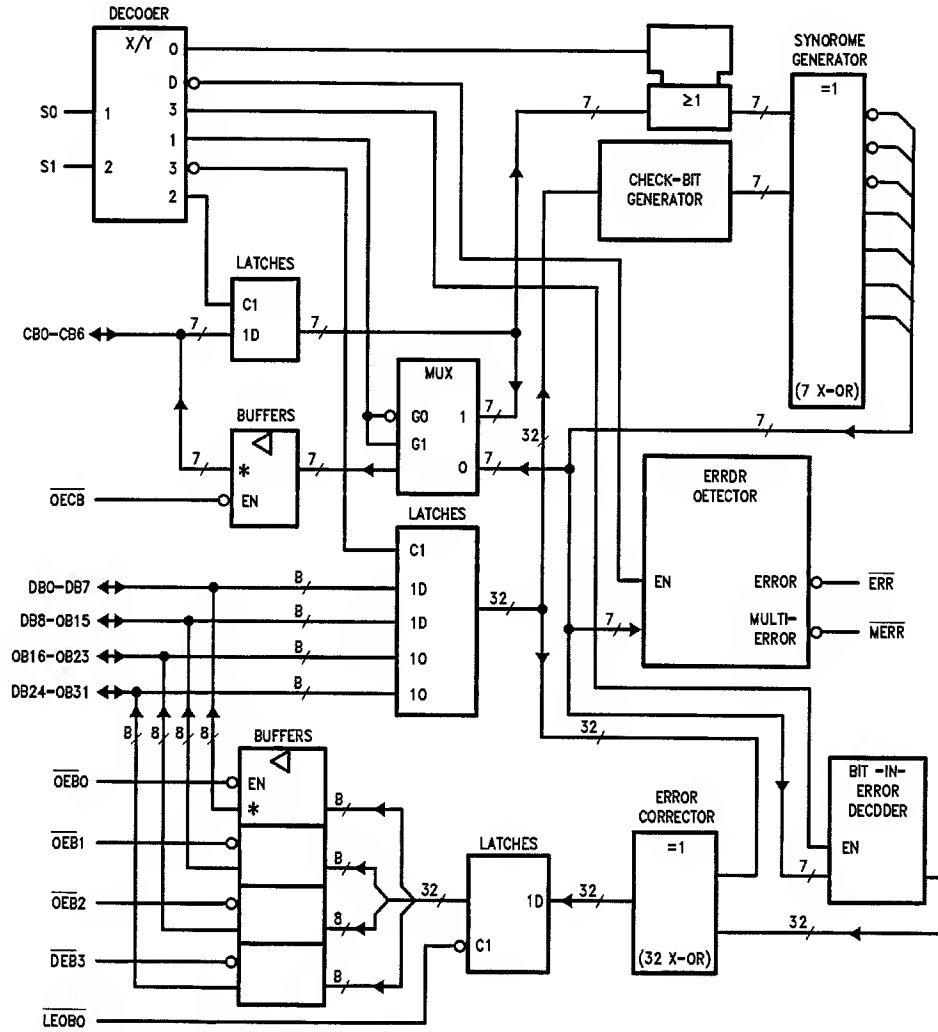 DECOOER
X/Y
0
D
3
1
3
2
S0
1
S1
2
≥1
7
7
SYNOROME
GENERATOR
=1
(7 X-OR)
CHECK-BIT
GENERATOR
7
LATCHES
C1
1D
CB0-CB6
7
7
MUX
G0
1
7
G1
0
7
32
7
BUFFERS
*
EN
7
7
OECB
ERRDR
OETECTOR
EN
ERROR
MULTI-
ERROR
ERR
MERR
7
LATCHES
C1
1D
1D
1O
1O
DB0-DB7
B
DB8-OB15
B
OB16-OB23
B
DB24-OB31
B
32
8
8
8
8
32
BUFFERS
EN
*
OEB0
OEB1
OEB2
DEB3
B
B
8
B
32
LATCHES
1D
C1
LEOBO
32
ERROR
CORRECTOR
=1
(32 X-OR)
BIT -IN-
ERROR
DECDDER
EN
7
32